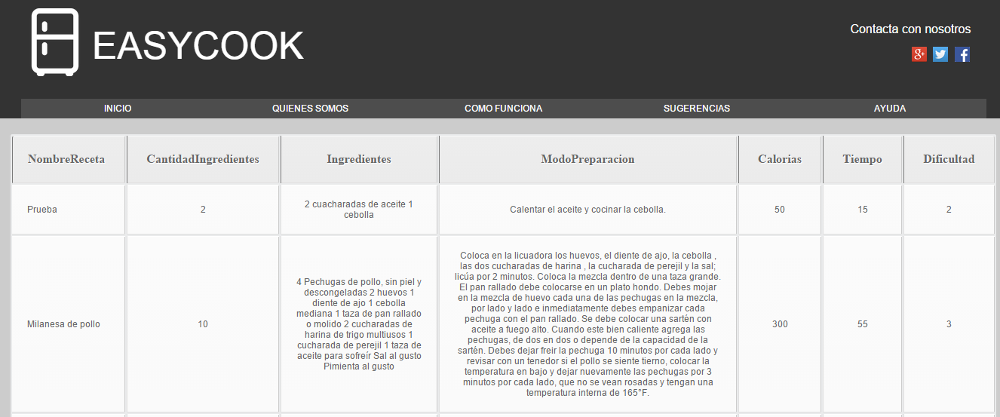 EASYCOOK
Contacta con nosotros
INICIO
QUIENES SOMOS
COMO FUNCIONA
SUGERENCIAS
AYUDA
NombreReceta
CantidadIngredientes
Ingredientes
ModoPreparacion
Calorias
Tiempo
Dificultad
Prueba
2
2 cuacharadas de aceite 1
cebolla
Calentar el aceite y cocinar la cebolla.
50
15
2
Milanesa de pollo
10
4 Pechugas de pollo, sin piel y
descongeladas 2 huevos 1
diente de ajo 1 cebolla
mediana 1 taza de pan rallado
o molido 2 cucharadas de
harina de trigo multiusos 1
cucharada de perejil 1 taza de
aceite para sofreír Sal al gusto
Pimienta al gusto
Coloca en la licuadora los huevos, el diente de ajo, la cebolla ,
las dos cucharadas de harina , la cucharada de perejil y la sal;
licúa por 2 minutos. Coloca la mezcla dentro de una taza grande.
El pan rallado debe colocarse en un plato hondo. Debes mojar
en la mezcla de huevo cada una de las pechugas en la mezcla,
por lado y lado e inmediatamente debes empanizar cada
pechuga con el pan rallado. Se debe colocar una sartén con
aceite a fuego alto. Cuando este bien caliente agrega las
pechugas, de dos en dos o depende de la capacidad de la
sartén. Debes dejar freir la pechuga 10 minutos por cada lado y
revisar con un tenedor si el pollo se siente tierno, colocar la
temperatura en bajo y dejar nuevamente las pechugas por 3
minutos por cada lado, que no se vean rosadas y tengan una
temperatura interna de 165°F.
300
55
3